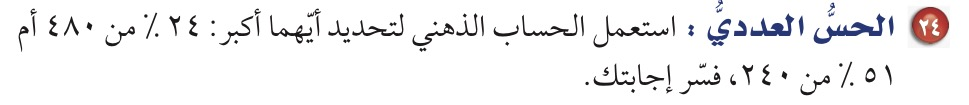 ٢٤ الحسُّ العدديُّ : استعمل الحساب الذهني لتحديد أيّهما أكبر: ٢٤ ٪ من ٤٨٠ أم
٥١ ٪ من ٢٤٠، فسّر إجابتك.